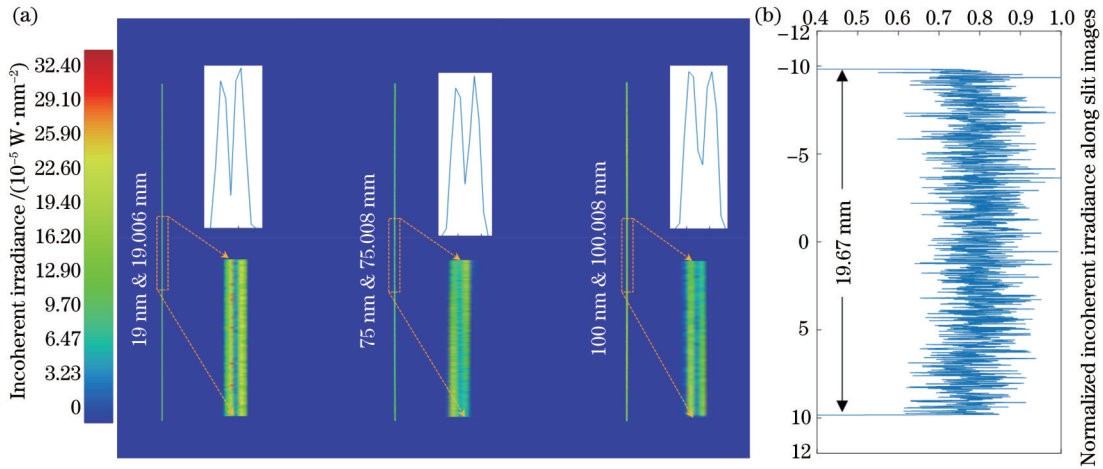 (a)
Incoherent irradiance /(10⁻⁵ W·mm⁻²)
32.40
29.10
25.90
22.60
19.40
16.20
12.90
9.70
6.47
3.23
0
19 nm & 19.006 mm
75 nm & 75.008 mm
100 nm & 100.008 mm
(b)
0.4 0.5 0.6 0.7 0.8 0.9 1.0
−12
−10
−5
0
5
10
12
19.67 mm
Normalized incoherent irradiance along slit images